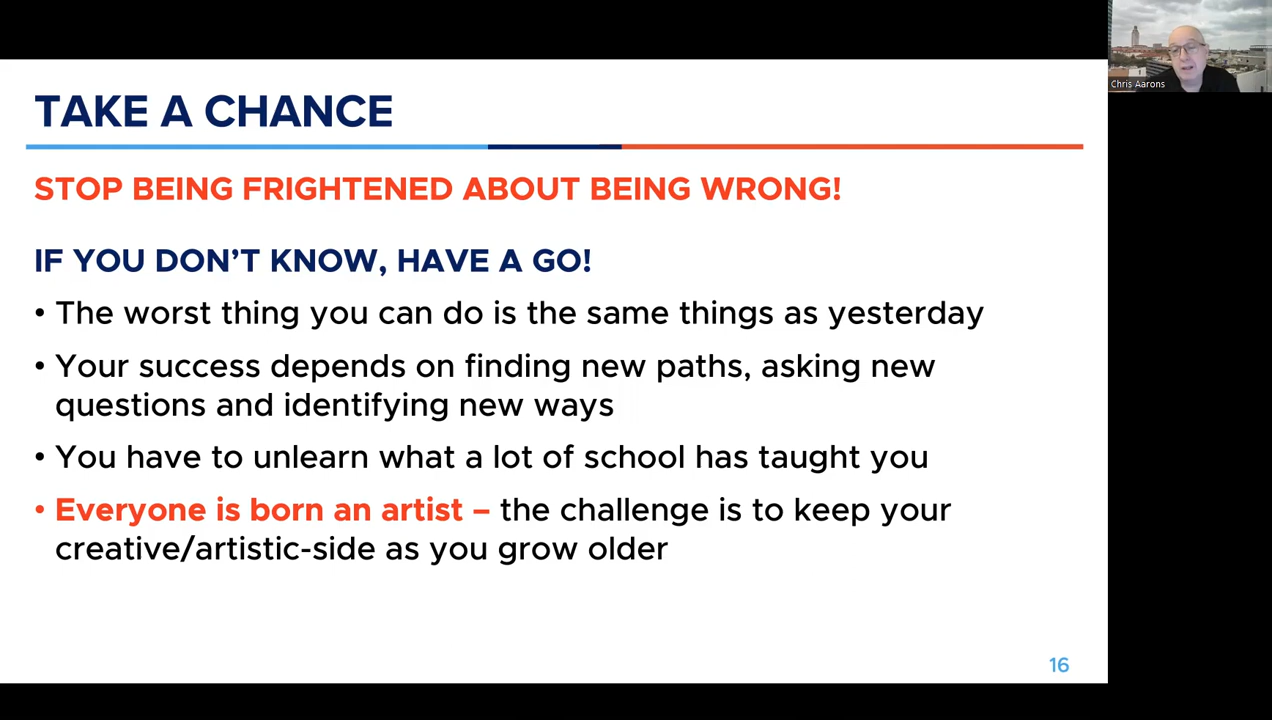 TAKE A CHANCE
STOP BEING FRIGHTENED ABOUT BEING WRONG!
IF YOU DON’T KNOW, HAVE A GO!
• The worst thing you can do is the same things as yesterday
• Your success depends on finding new paths, asking new
questions and identifying new ways
• You have to unlearn what a lot of school has taught you
• Everyone is born an artist – the challenge is to keep your
creative/artistic-side as you grow older
16
Chris Aarons